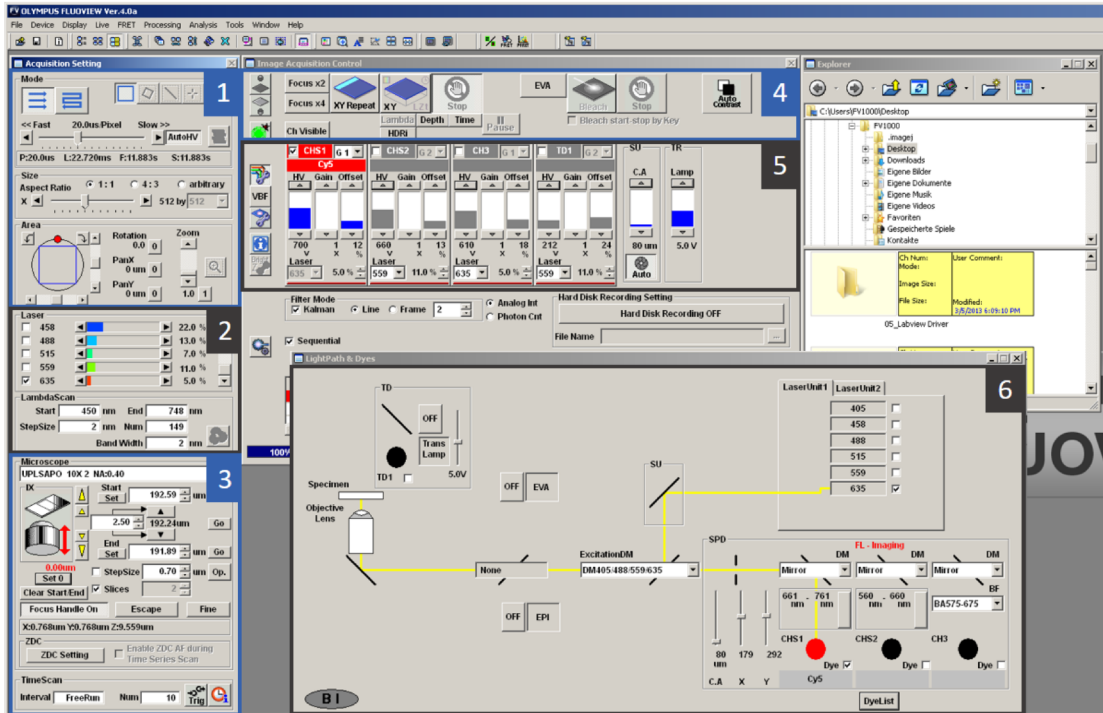 FV OLYMPUS FLUOVIEW Ver.4.0a
File Device Display Live FRET Processing Analysis Tools Window Help
Acquisition Setting
1
Mode
<< Fast 20.0us/Pixel Slow >>
AutoHV
P:20.0us L:22.720ms F:11.883s S:11.883s
Size
Aspect Ratio 1:1 4:3 arbitrary
X 512 by 512
Area
Rotation
0.0 0
Zoom
PanX
0 um 0
PanY
0 um 0
1.0 1
Laser
2
458 22.0 %
488 13.0 %
515 7.0 %
559 11.0 %
635 5.0 %
LambdaScan
Start 450 nm End 748 nm
StepSize 2 nm Num 149
Band Width 2 nm
Microscope
3
UPLSAPO 10X 2 NA:0.40
IX
Start
Set 192.59 um
2.50 192.24um Go
End
Set 191.89 um Go
0.00um
Set 0
StepSize 0.70 um Op.
Clear Start/End Slices 2
Focus Handle On Escape Fine
X:0.768um Y:0.768um Z:9.559um
ZDC
ZDC Setting
Enable ZDC AF during
Time Series Scan
TimeScan
Interval FreeRun Num 10 Trig
Image Acquisition Control
4
Focus x2
Focus x4
XY Repeat
XY
Stop
Lambda Depth Time
Pause
Ch Visible
HDRI
EVA
Bleach
Stop
Bleach start-stop by Key
Auto
Contrast
5
VBF
CHS1 G 1
Cy5
HV Gain Offset
700 1 12
V X %
Laser
635 5.0 %
CHS2 G 2
HV Gain Offset
660 1 13
V X %
Laser
559 11.0 %
CH3 G 1
HV Gain Offset
610 1 18
V X %
Laser
635 5.0 %
TD1 G 2
HV Gain Offset
212 1 24
V X %
Laser
559 11.0 %
SU
C.A
80 um
Auto
TR
Lamp
5.0 V
Filter Mode
Kalman Line Frame 2
Analog Int
Photon Cnt
Hard Disk Recording Setting
Hard Disk Recording OFF
File Name ...
Sequential
100%
Explorer
C:\Users\FV1000\Desktop
FV1000
.imagej
Desktop
Downloads
Eigene Bilder
Eigene Dokumente
Eigene Musik
Eigene Videos
Favoriten
Gespeicherte Spiele
Kontakte
Ch Num:
Mode:
Image Size:
File Size:
User Comment:
Modified:
3/5/2013 6:09:10 PM
05_Labview Driver
LightPath & Dyes
6
TD
OFF
Trans
Lamp
TD1
5.0V
Specimen
Objective
Lens
OFF EVA
None
OFF EPI
SU
ExcitationDM
DM405/488/559/635
LaserUnit1 LaserUnit2
405
458
488
515
559
635
SPD
FL - Imaging
DM DM DM
Mirror Mirror Mirror
661 - 761
nm nm
560 - 660
nm nm
BF
BA575-675
CHS1 CHS2 CH3
80 179 292
um
C.A X Y
Dye Dye Dye
Cy5
DyeList
BI